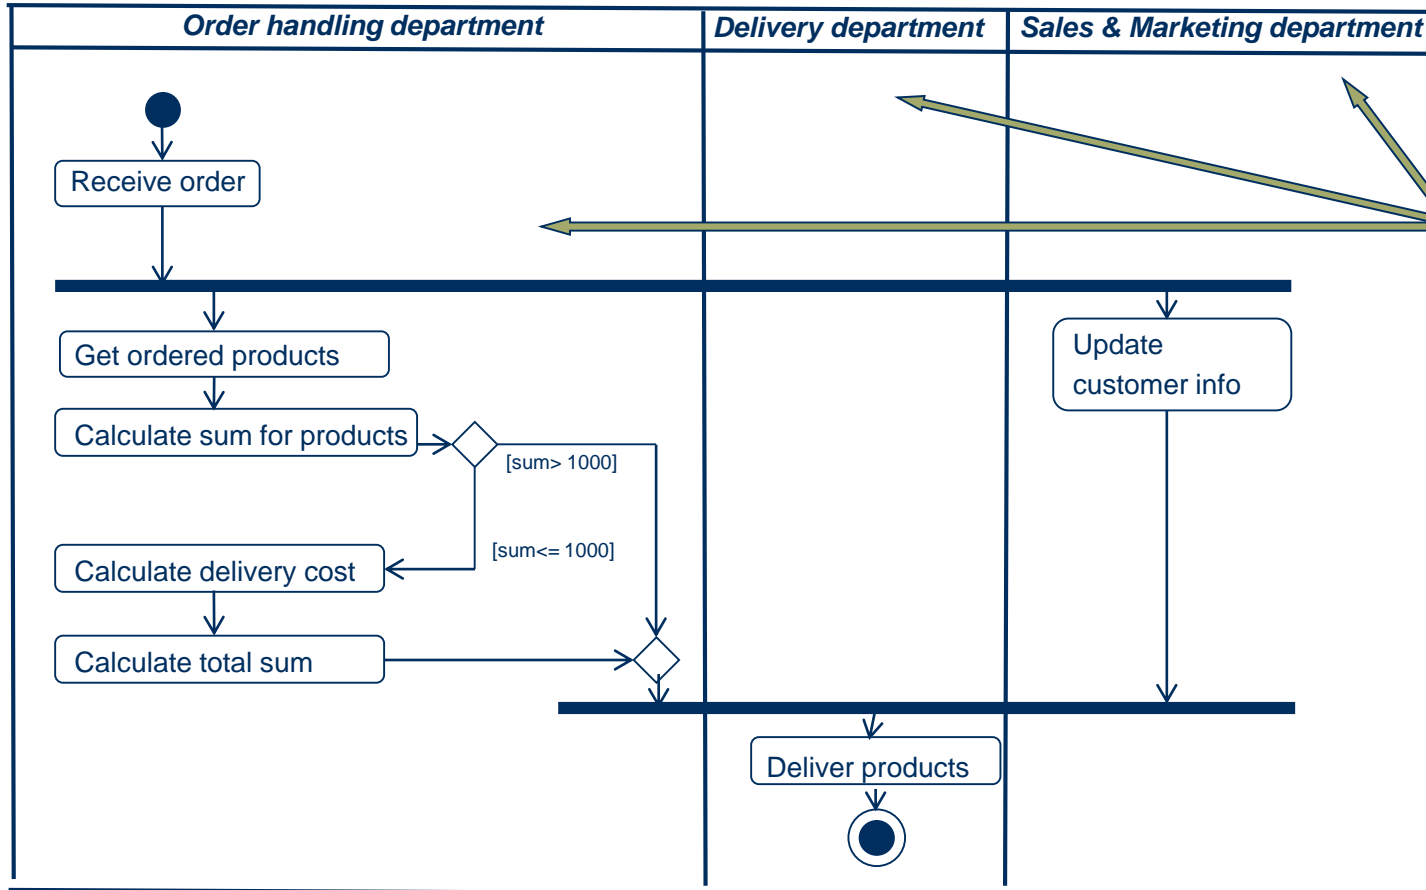 Order handling department
Delivery department
Sales & Marketing department
Receive order
Get ordered products
Update
customer info
Calculate sum for products
[sum> 1000]
[sum<= 1000]
Calculate delivery cost
Calculate total sum
Deliver products